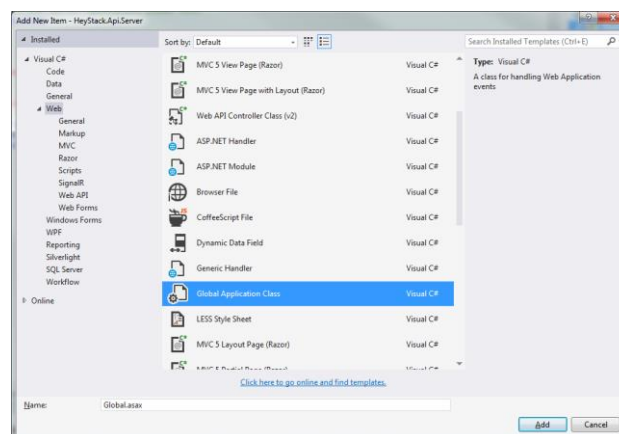 Add New Item - HeyStack.Api.Server
Installed
Sort by: Default
Search Installed Templates (Ctrl+E)
Visual C#
Code
Data
General
Web
General
Markup
MVC
Razor
Scripts
SignalR
Web API
Web Forms
Windows Forms
WPF
Reporting
Silverlight
SQL Server
Workflow
Online
MVC 5 View Page (Razor) Visual C#
MVC 5 View Page with Layout (Razor) Visual C#
Web API Controller Class (v2) Visual C#
ASP.NET Handler Visual C#
ASP.NET Module Visual C#
Browser File Visual C#
CoffeeScript File Visual C#
Dynamic Data Field Visual C#
Generic Handler Visual C#
Global Application Class Visual C#
LESS Style Sheet Visual C#
MVC 5 Layout Page (Razor) Visual C#
MVC 5 Partial Page (Razor) Visual C#
Type: Visual C#
A class for handling Web Application
events
Click here to go online and find templates.
Name: Global.asax
Add Cancel